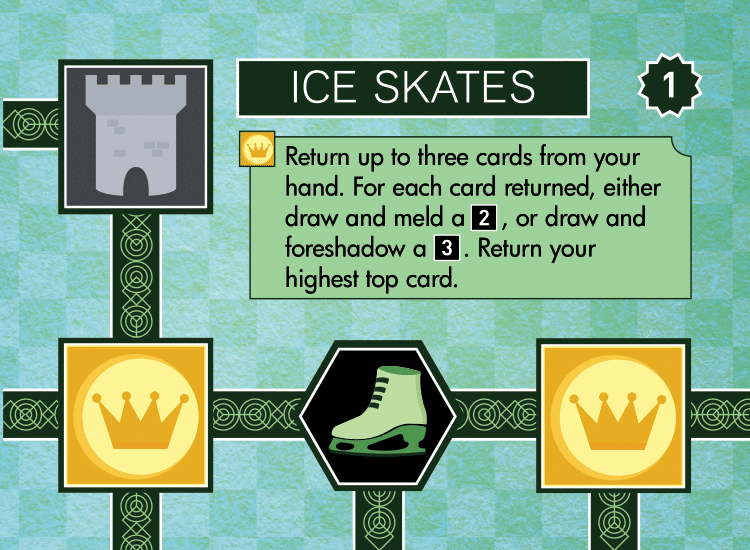 ICE SKATES
1
Return up to three cards from your
hand. For each card returned, either
draw and meld a 2, or draw and
foreshadow a 3. Return your
highest top card.